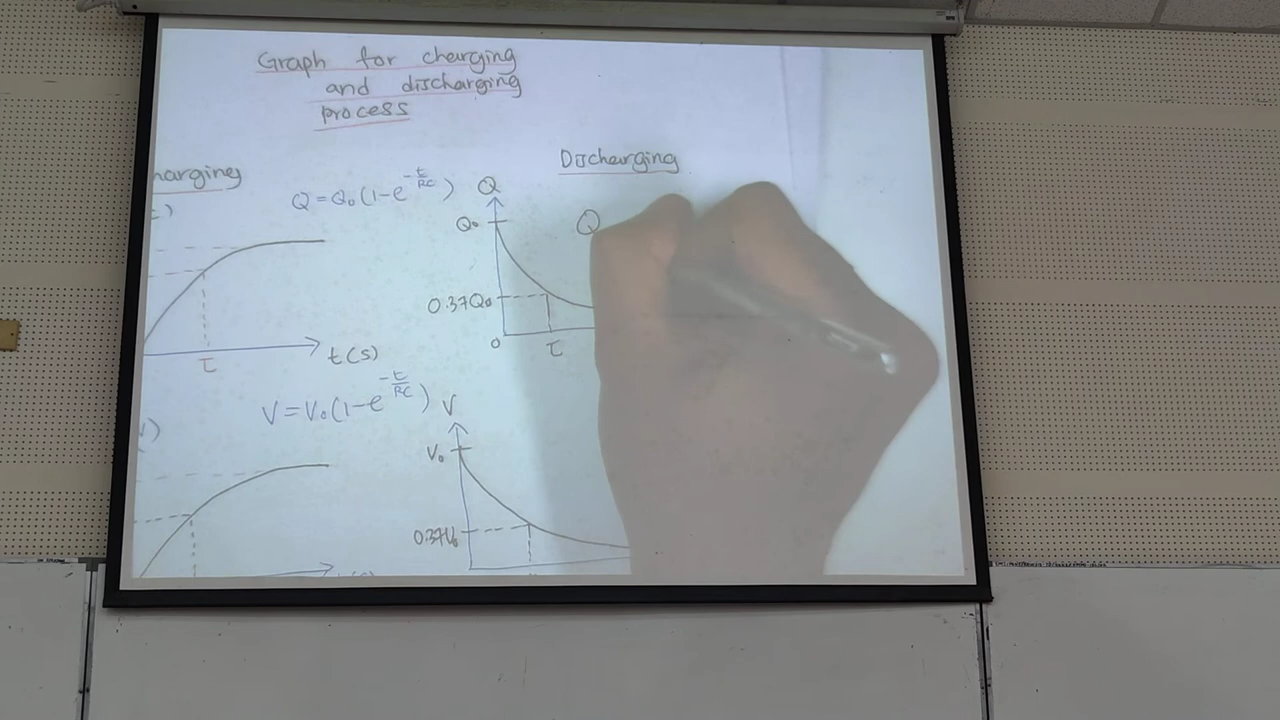 Graph for charging
and discharging
process
harging
Q = Q₀(1-e^-t/RC)
t(s)
τ
V = V₀(1-e^-t/RC)
Discharging
Q
Q₀
Q
0.37Q₀
0
τ
V
V₀
0.37V₀